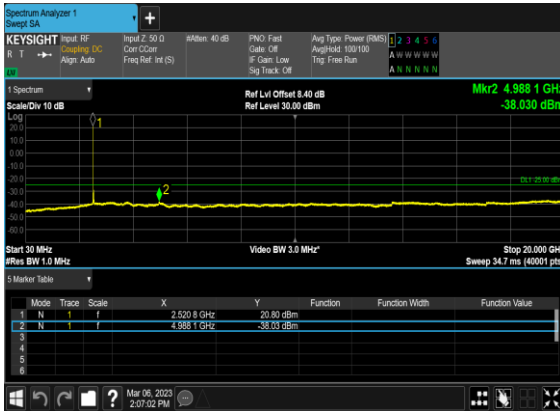 Spectrum Analyzer 1
Swept SA
+
KEYSIGHT
R T
Input: RF
Coupling: DC
Align: Auto
Input Z: 50 Ω
Corr CCorr
Freq Ref: Int (S)
#Atten: 40 dB
PNO: Fast
Gate: Off
IF Gain: Low
Sig Track: Off
Avg Type: Power (RMS)
Avg|Hold: 100/100
Trig: Free Run
1 2 3 4 5 6
A W W W W W
A N N N N N
1 Spectrum
Scale/Div 10 dB
Ref Lvl Offset 8.40 dB
Ref Level 30.00 dBm
Mkr2 4.988 1 GHz
-38.030 dBm
Log
20.0
10.0
0.00
-10.0
-20.0
-30.0
-40.0
-50.0
-60.0
1
2
DL1 -25.00 dBm
Start 30 MHz
#Res BW 1.0 MHz
Video BW 3.0 MHz*
Stop 20.000 GHz
Sweep 34.7 ms (40001 pts)
5 Marker Table
Mode Trace Scale X Y Function Function Width Function Value
1 N 1 f 2.520 8 GHz 20.80 dBm
2 N 1 f 4.988 1 GHz -38.03 dBm
3
4
5
6
?
Mar 06, 2023
2:07:02 PM